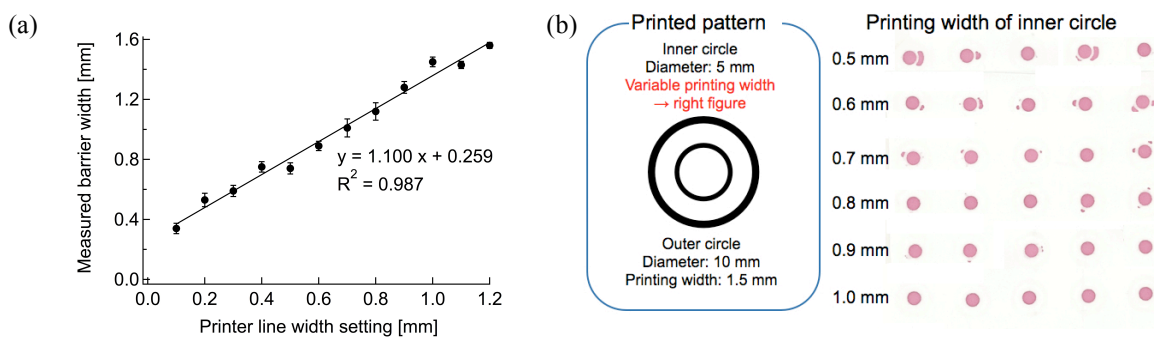 (a)
1.6
1.2
0.8
0.4
0.0
Measured barrier width [mm]
y = 1.100 x + 0.259
R² = 0.987
0.0 0.2 0.4 0.6 0.8 1.0 1.2
Printer line width setting [mm]
(b)
Printed pattern
Inner circle
Diameter: 5 mm
Variable printing width
→ right figure
Outer circle
Diameter: 10 mm
Printing width: 1.5 mm
Printing width of inner circle
0.5 mm
0.6 mm
0.7 mm
0.8 mm
0.9 mm
1.0 mm